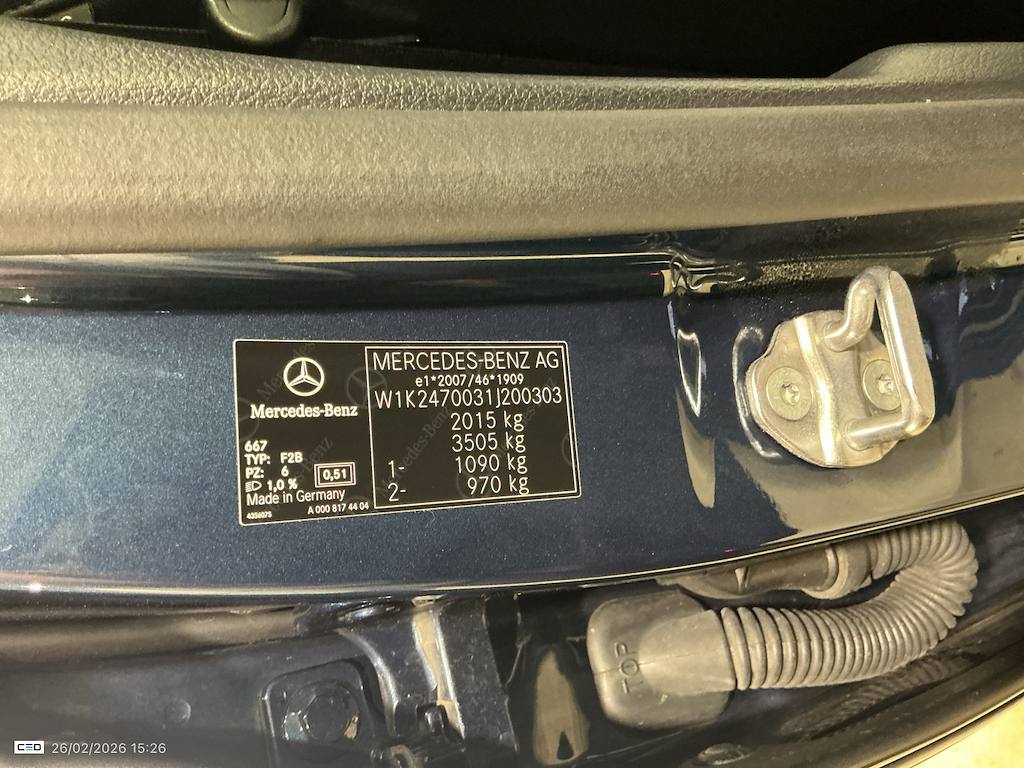 Mercedes-Benz
667
TYP: F2B
PZ: 6
1,0 %
0,51
Made in Germany
4356075
A 000 817 44 04
MERCEDES-BENZ AG
e1*2007/46*1909
W1K2470031J200303
2015 kg
3505 kg
1- 1090 kg
2- 970 kg
TOP
CEO 26/02/2026 15:26